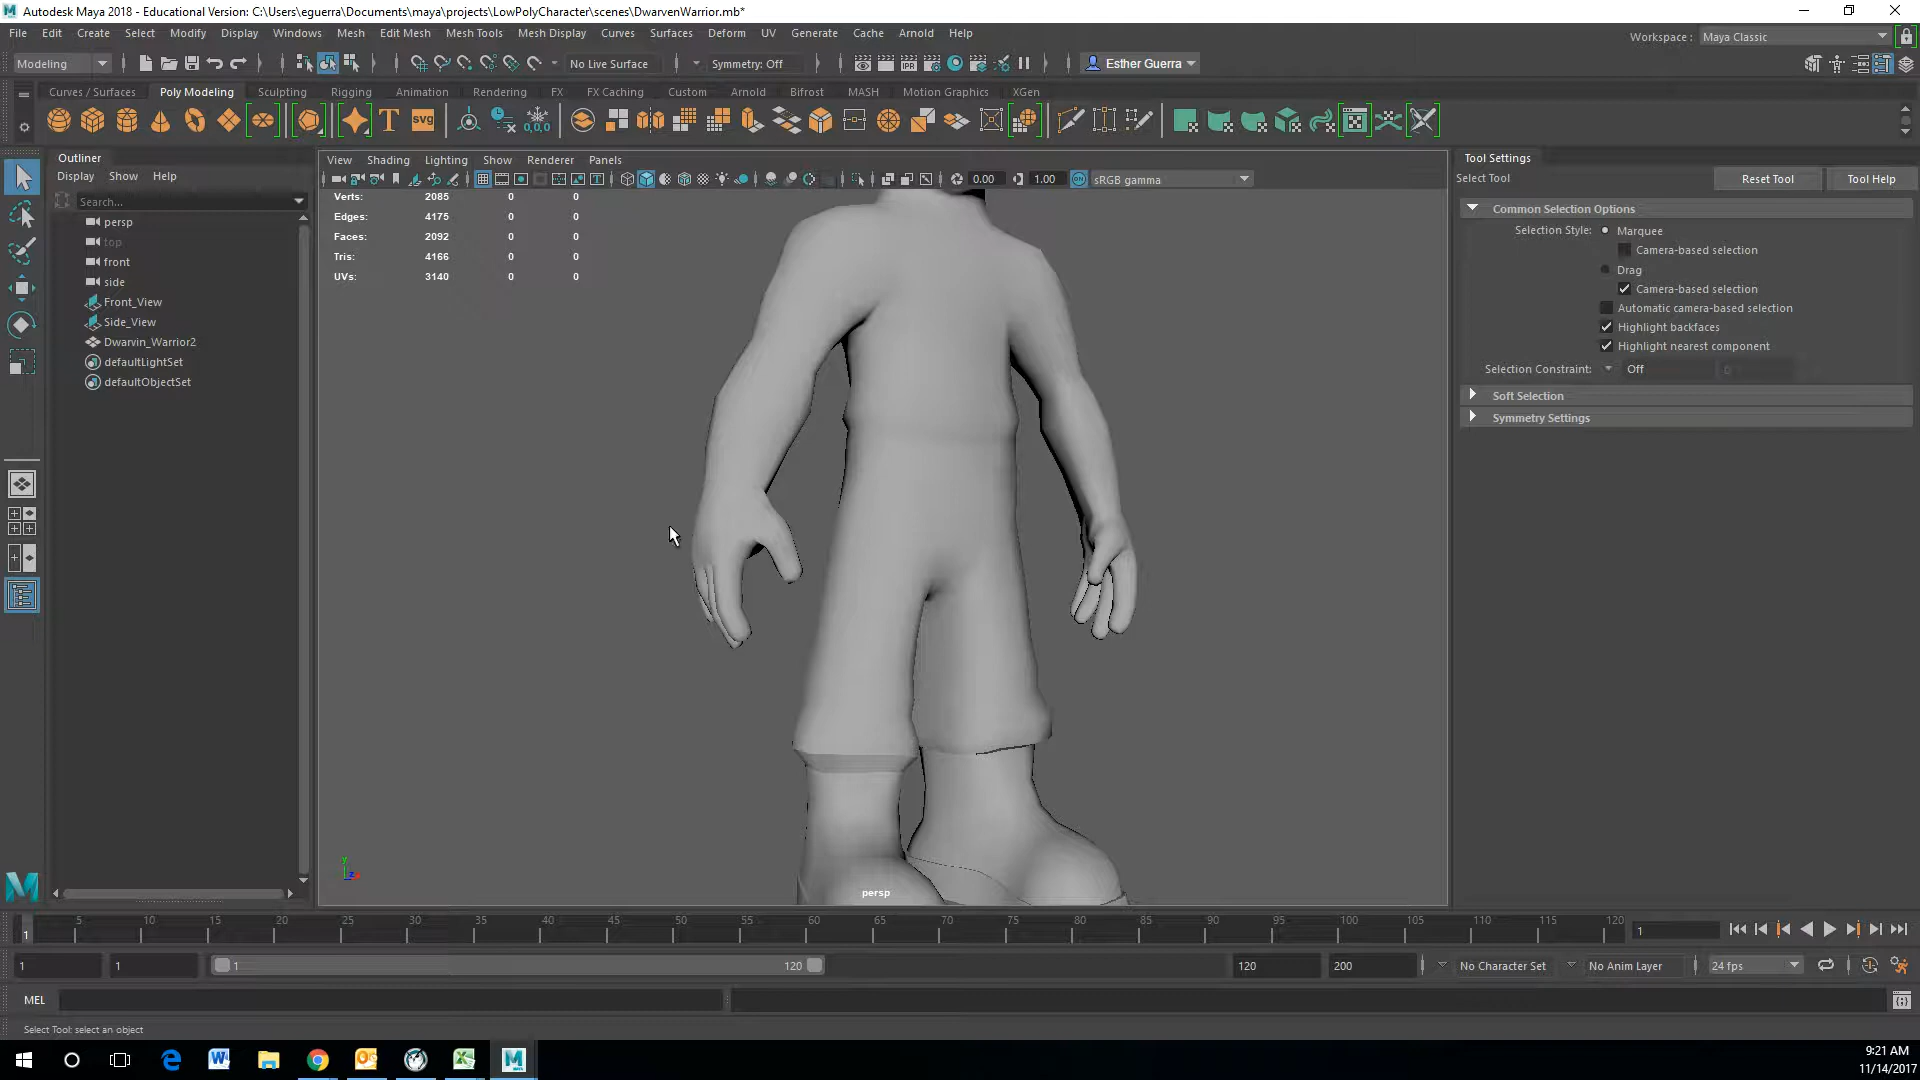 Autodesk Maya 2018 - Educational Version: C:\Users\eguerra\Documents\maya\projects\LowPolyCharacter\scenes\DwarvenWarrior.mb*
File Edit Create Select Modify Display Windows Mesh Edit Mesh Mesh Tools Mesh Display Curves Surfaces Deform UV Generate Cache Arnold Help
Workspace : Maya Classic
Modeling No Live Surface Symmetry: Off Esther Guerra
IPR
Curves / Surfaces Poly Modeling Sculpting Rigging Animation Rendering FX FX Caching Custom Arnold Bifrost MASH Motion Graphics XGen
T SVG 0,0,0
Outliner
Display Show Help
Search...
persp
top
front
side
Front_View
Side_View
Dwarvin_Warrior2
defaultLightSet
defaultObjectSet
View Shading Lighting Show Renderer Panels
0.00 1.00 ON sRGB gamma
Verts: 2085 0 0
Edges: 4175 0 0
Faces: 2092 0 0
Tris: 4166 0 0
UVs: 3140 0 0
y
z
persp
Tool Settings
Select Tool Reset Tool Tool Help
Common Selection Options
Selection Style: Marquee
Camera-based selection
Drag
Camera-based selection
Automatic camera-based selection
Highlight backfaces
Highlight nearest component
Selection Constraint: Off 0
Soft Selection
Symmetry Settings
5 10 15 20 25 30 35 40 45 50 55 60 65 70 75 80 85 90 95 100 105 110 115 120
1 1
1 1 1 120 120 200 No Character Set No Anim Layer 24 fps
MEL
Select Tool: select an object
9:21 AM
11/14/2017